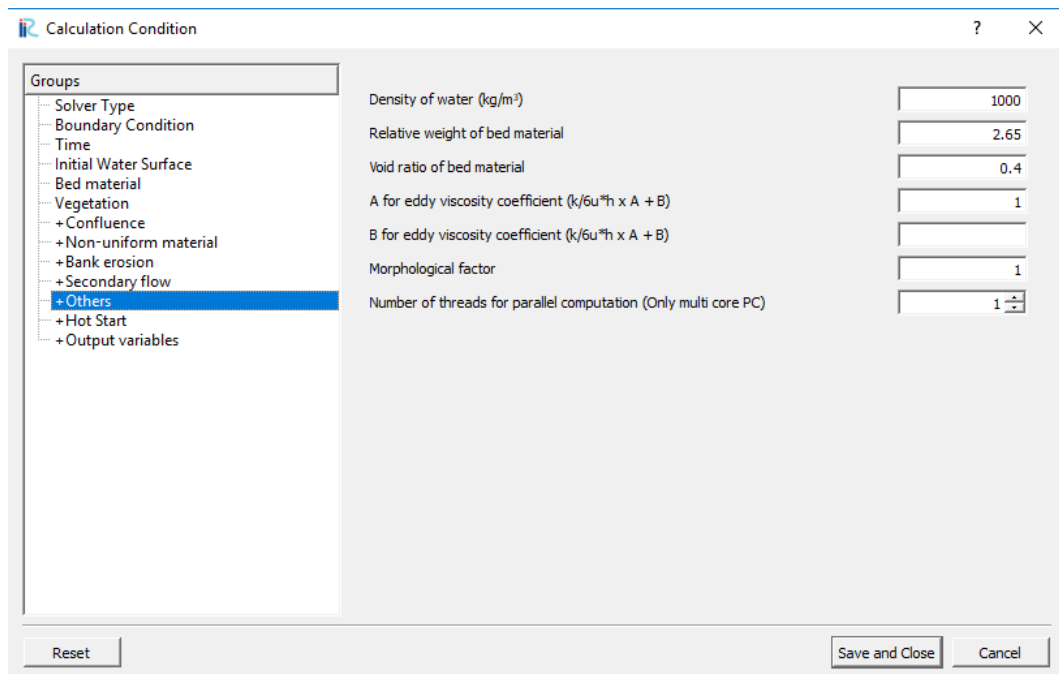 iRIC Calculation Condition ? ×
Groups
Solver Type
Boundary Condition
Time
Initial Water Surface
Bed material
Vegetation
+Confluence
+Non-uniform material
+Bank erosion
+Secondary flow
+Others
+Hot Start
+Output variables
Density of water (kg/m³) 1000
Relative weight of bed material 2.65
Void ratio of bed material 0.4
A for eddy viscosity coefficient (k/6u*h x A + B) 1
B for eddy viscosity coefficient (k/6u*h x A + B)
Morphological factor 1
Number of threads for parallel computation (Only multi core PC) 1
Reset Save and Close Cancel